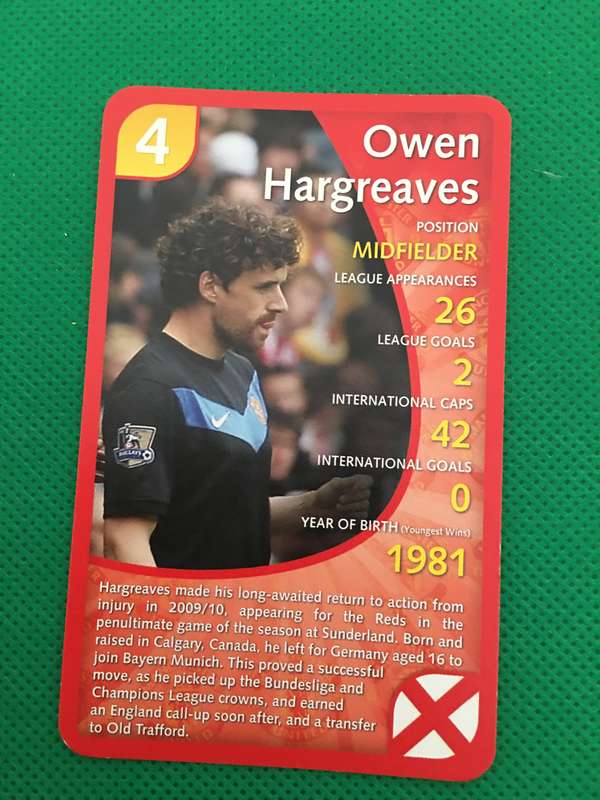 4
Owen
Hargreaves
POSITION
MIDFIELDER
LEAGUE APPEARANCES
26
LEAGUE GOALS
2
INTERNATIONAL CAPS
42
INTERNATIONAL GOALS
0
YEAR OF BIRTH (Youngest Wins)
1981
BARCLAYS
Hargreaves made his long-awaited return to action from
injury in 2009/10, appearing for the Reds in the
penultimate game of the season at Sunderland. Born and
raised in Calgary, Canada, he left for Germany aged 16 to
join Bayern Munich. This proved a successful
move, as he picked up the Bundesliga and
Champions League crowns, and earned
an England call-up soon after, and a transfer
to Old Trafford.